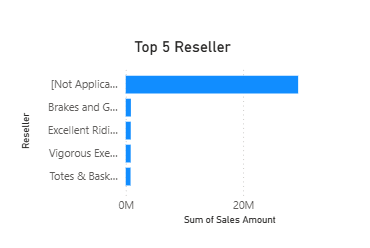 Top 5 Reseller
Reseller
[Not Applica...
Brakes and G...
Excellent Ridi...
Vigorous Exe...
Totes & Bask...
0M 20M
Sum of Sales Amount